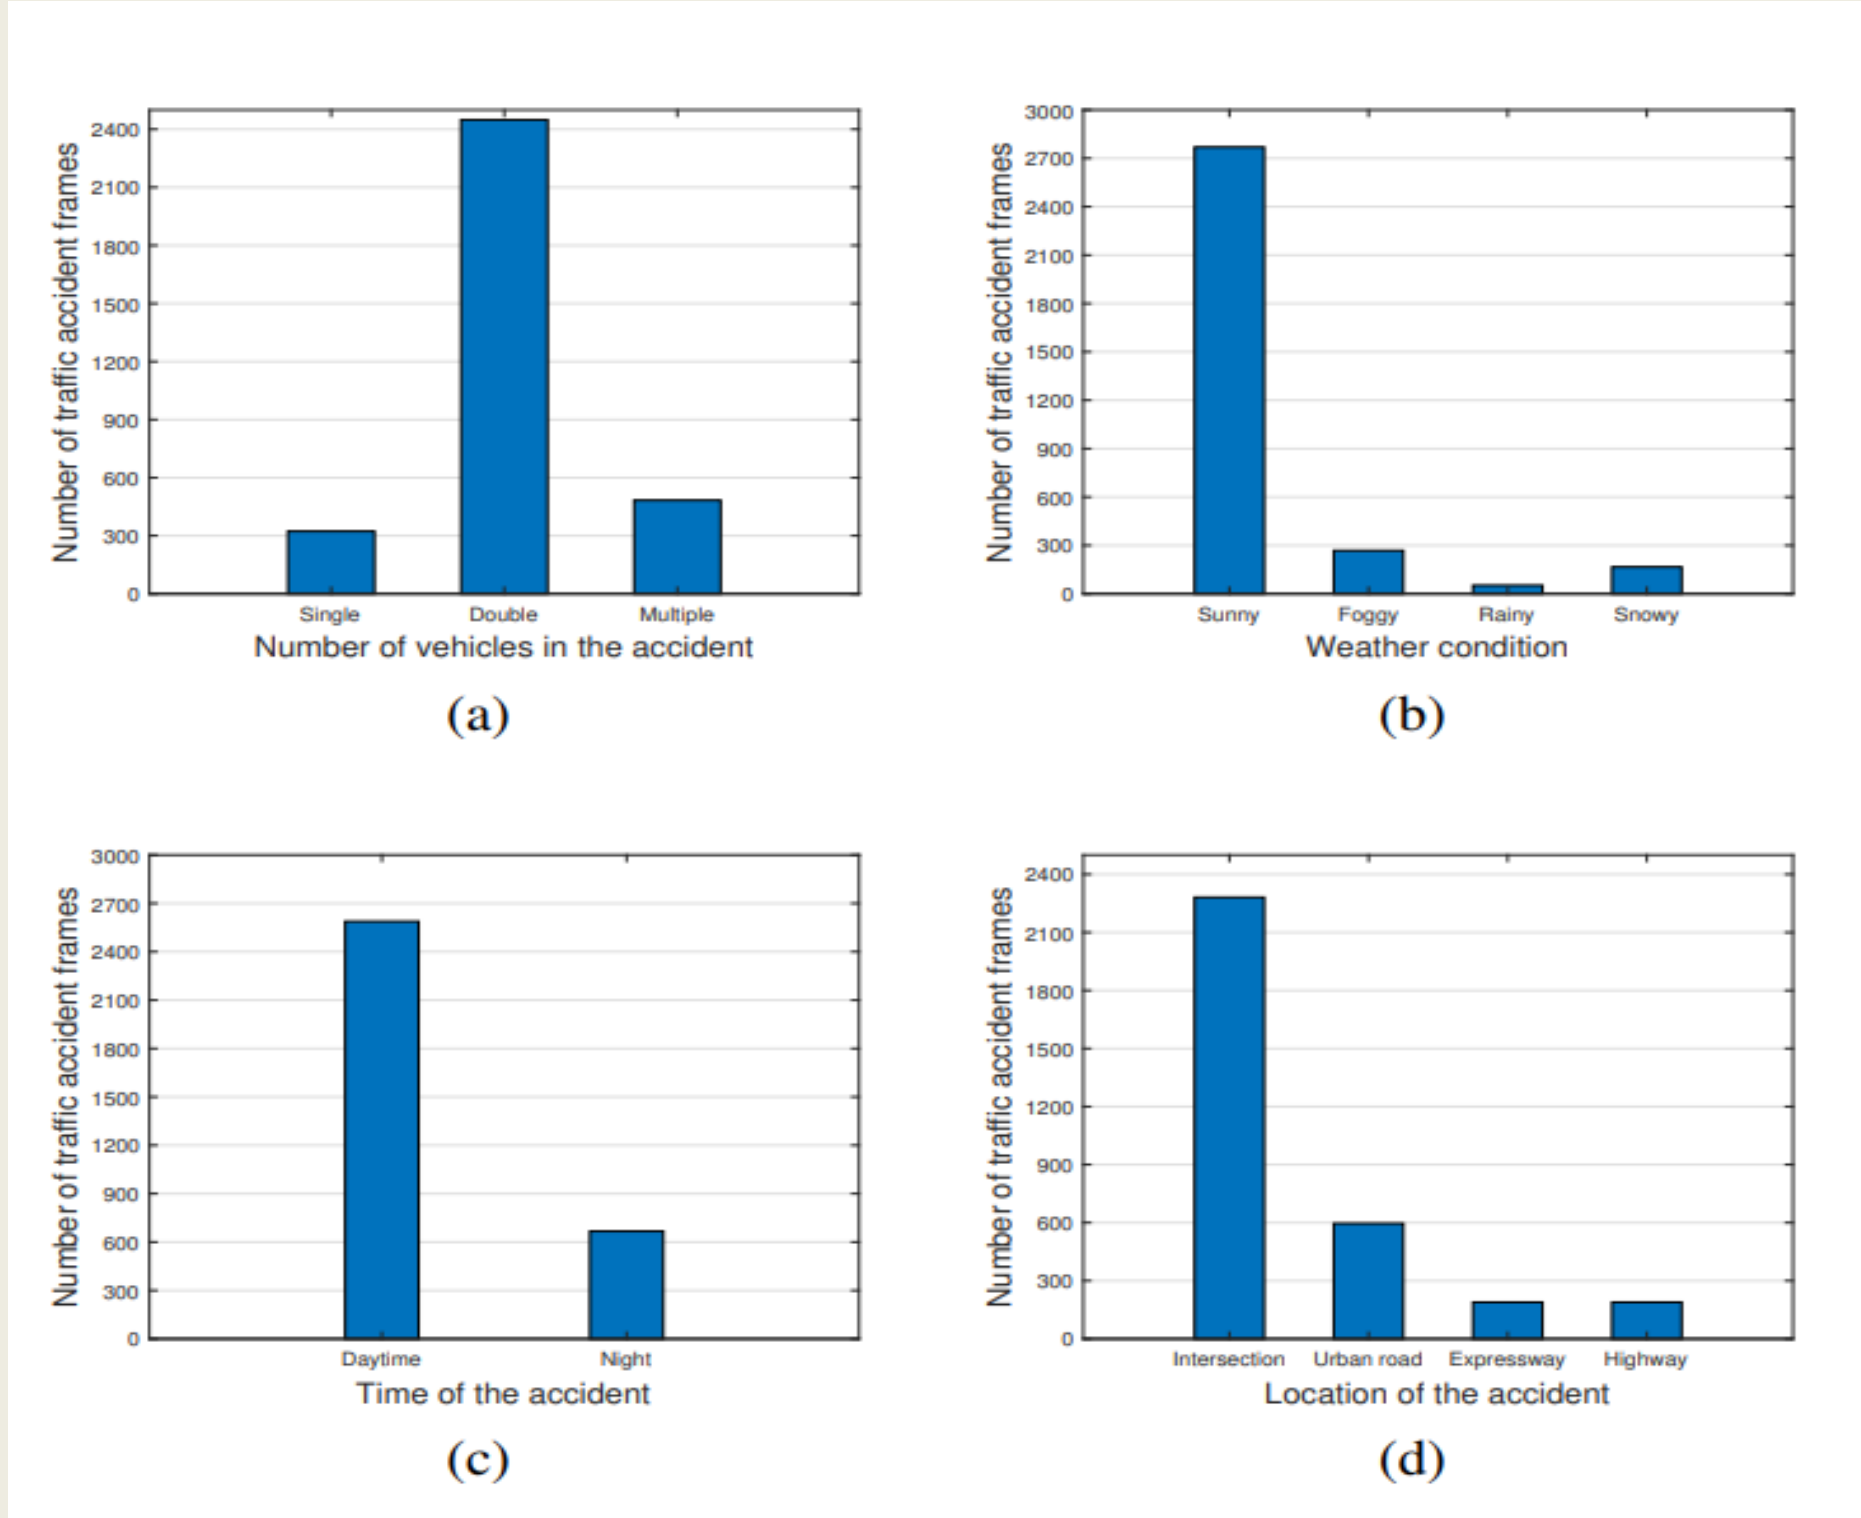 Number of traffic accident frames
2400
2100
1800
1500
1200
900
600
300
0
Single Double Multiple
Number of vehicles in the accident
(a)
Number of traffic accident frames
3000
2700
2400
2100
1800
1500
1200
900
600
300
0
Sunny Foggy Rainy Snowy
Weather condition
(b)
Number of traffic accident frames
3000
2700
2400
2100
1800
1500
1200
900
600
300
0
Daytime Night
Time of the accident
(c)
Number of traffic accident frames
2400
2100
1800
1500
1200
900
600
300
0
Intersection Urban road Expressway Highway
Location of the accident
(d)